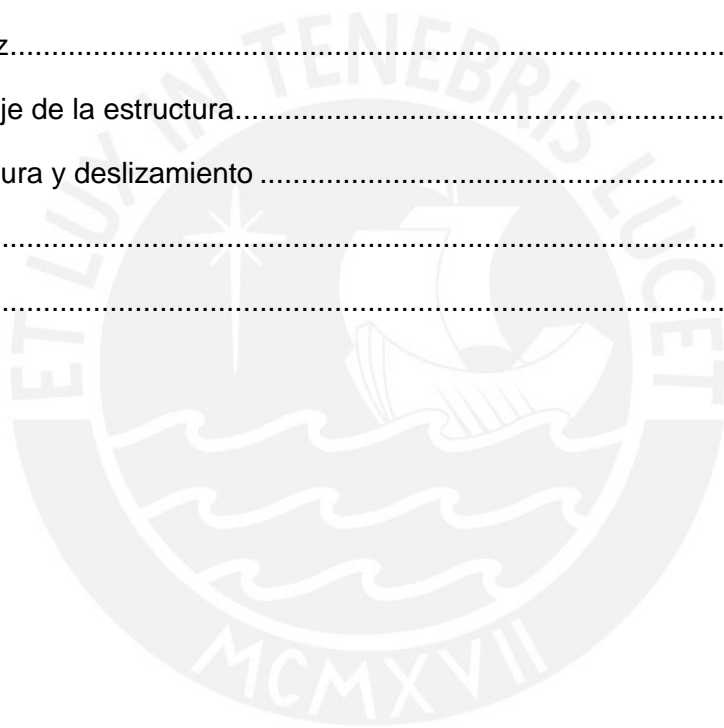 z
je de la estructura
ura y deslizamiento
ET LUX IN TENEBRIS LUCET
MCMXVII